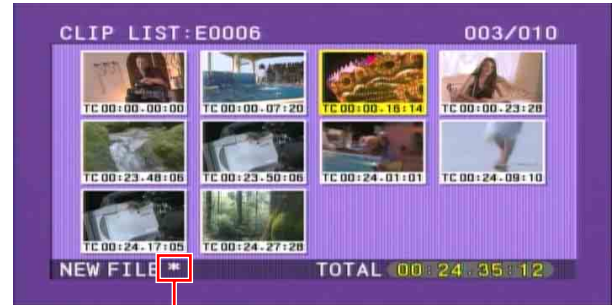 CLIP LIST:E0006 003/010
TC 00:00.00:00 TC 00:00.07:20 TC 00:00.16:14 TC 00:00.23:28
TC 00:23.48:06 TC 00:23.50:06 TC 00:24.01:01 TC 00:24.09:10
TC 00:24.17:05 TC 00:24.27:28
NEW FILE * TOTAL 00:24.35:12